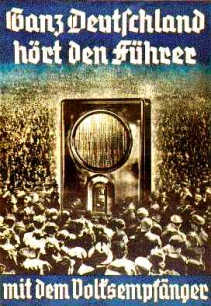 Ganz Deutschland
hört den Führer
mit dem Volksempfänger